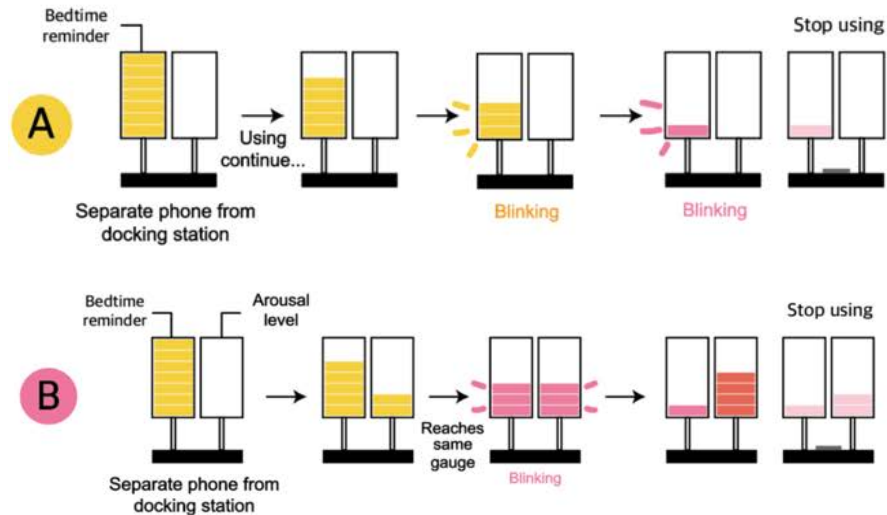 Bedtime
reminder
Stop using
A
Using
continue...
Separate phone from
docking station
Blinking
Blinking
Bedtime
reminder
Arousal
level
Stop using
B
Reaches
same
gauge
Blinking
Separate phone from
docking station